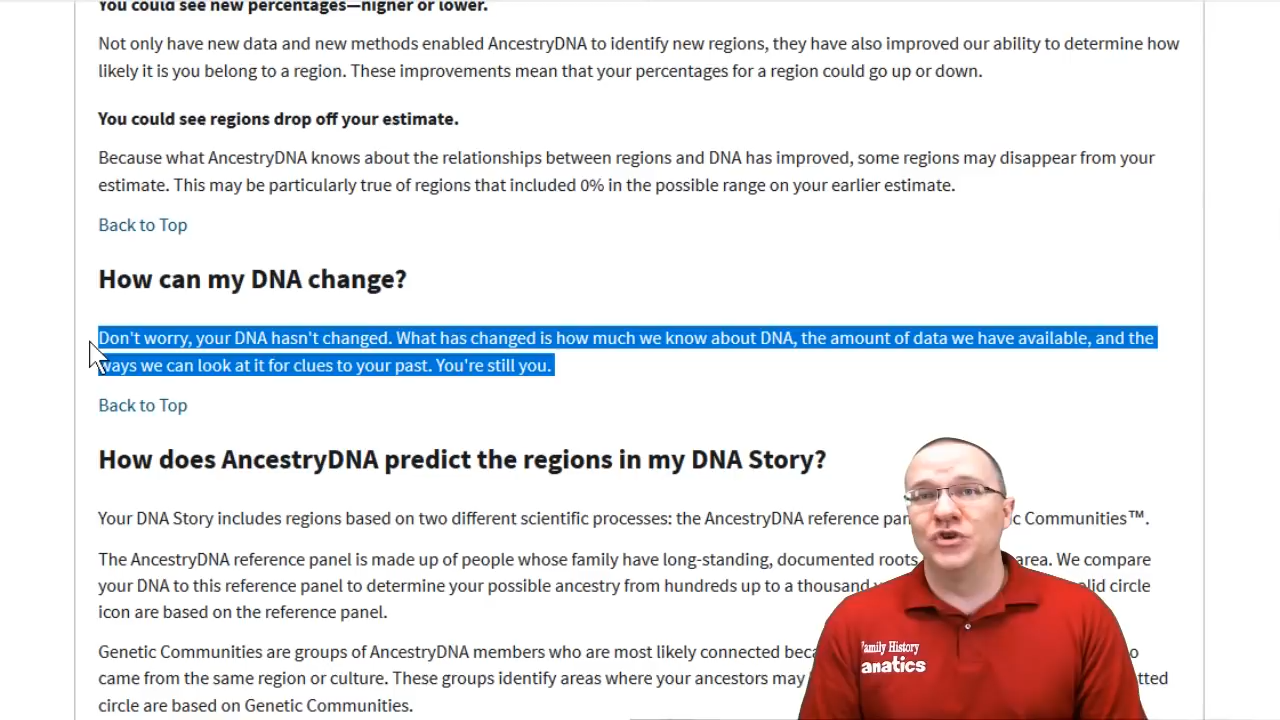 You could see new percentages—higher or lower.
Not only have new data and new methods enabled AncestryDNA to identify new regions, they have also improved our ability to determine how
likely it is you belong to a region. These improvements mean that your percentages for a region could go up or down.
You could see regions drop off your estimate.
Because what AncestryDNA knows about the relationships between regions and DNA has improved, some regions may disappear from your
estimate. This may be particularly true of regions that included 0% in the possible range on your earlier estimate.
Back to Top
How can my DNA change?
Don't worry, your DNA hasn't changed. What has changed is how much we know about DNA, the amount of data we have available, and the
ways we can look at it for clues to your past. You're still you.
Back to Top
How does AncestryDNA predict the regions in my DNA Story?
Your DNA Story includes regions based on two different scientific processes: the AncestryDNA reference Communities™.
The AncestryDNA reference panel is made up of people whose family have long-standing, documented roots area. We compare
your DNA to this reference panel to determine your possible ancestry from hundreds up to a thousand circle
icon are based on the reference panel.
Genetic Communities are groups of AncestryDNA members who are most likely connected
came from the same region or culture. These groups identify areas where your ancestors may
circle are based on Genetic Communities.
Family History
anatics